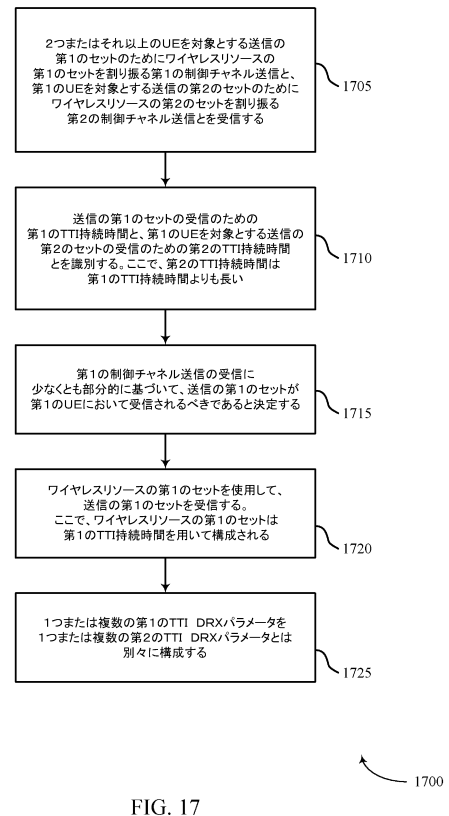 2つまたはそれ以上のUEを対象とする送信の
第1のセットのためにワイヤレスリソースの
第1のセットを割り振る第1の制御チャネル送信と、
第1のUEを対象とする送信の第2のセットのために
ワイヤレスリソースの第2のセットを割り振る
第2の制御チャネル送信とを受信する
1705
送信の第1のセットの受信のための
第1のTTI持続時間と、第1のUEを対象とする送信の
第2のセットの受信のための第2のTTI持続時間
とを識別する。ここで、第2のTTI持続時間は
第1のTTI持続時間よりも長い
1710
第1の制御チャネル送信の受信に
少なくとも部分的に基づいて、送信の第1のセットが
第1のUEにおいて受信されるべきであると決定する
1715
ワイヤレスリソースの第1のセットを使用して、
送信の第1のセットを受信する。
ここで、ワイヤレスリソースの第1のセットは
第1のTTI持続時間を用いて構成される
1720
1つまたは複数の第1のTTI DRXパラメータを
1つまたは複数の第2のTTI DRXパラメータとは
別々に構成する
1725
1700
FIG. 17